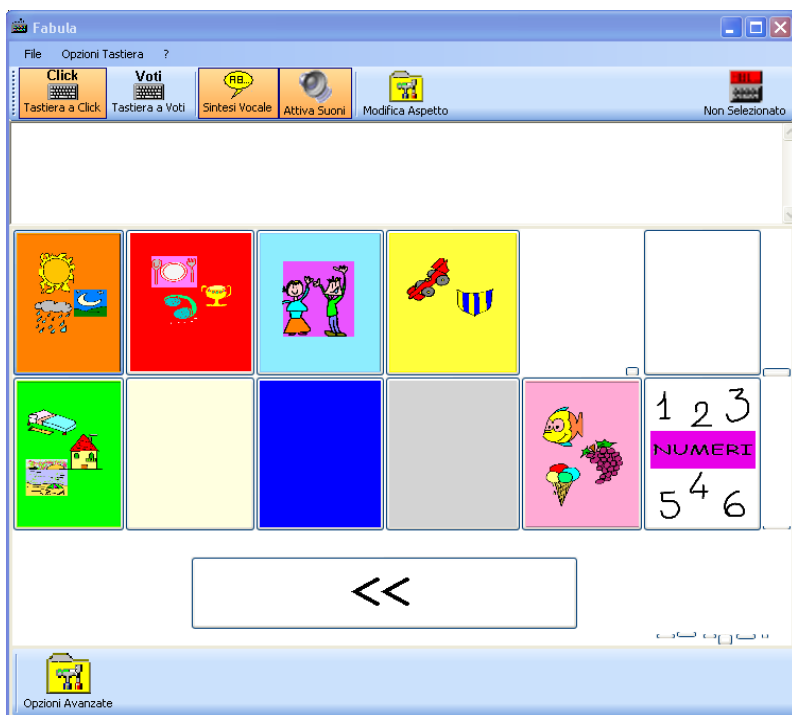 Fabula
File Opzioni Tastiera ?
Click Voti AB...
Tastiera a Click Tastiera a Voti Sintesi Vocale Attiva Suoni Modifica Aspetto Non Selezionato
1 2 3
NUMERI
5 4 6
<<
Opzioni Avanzate